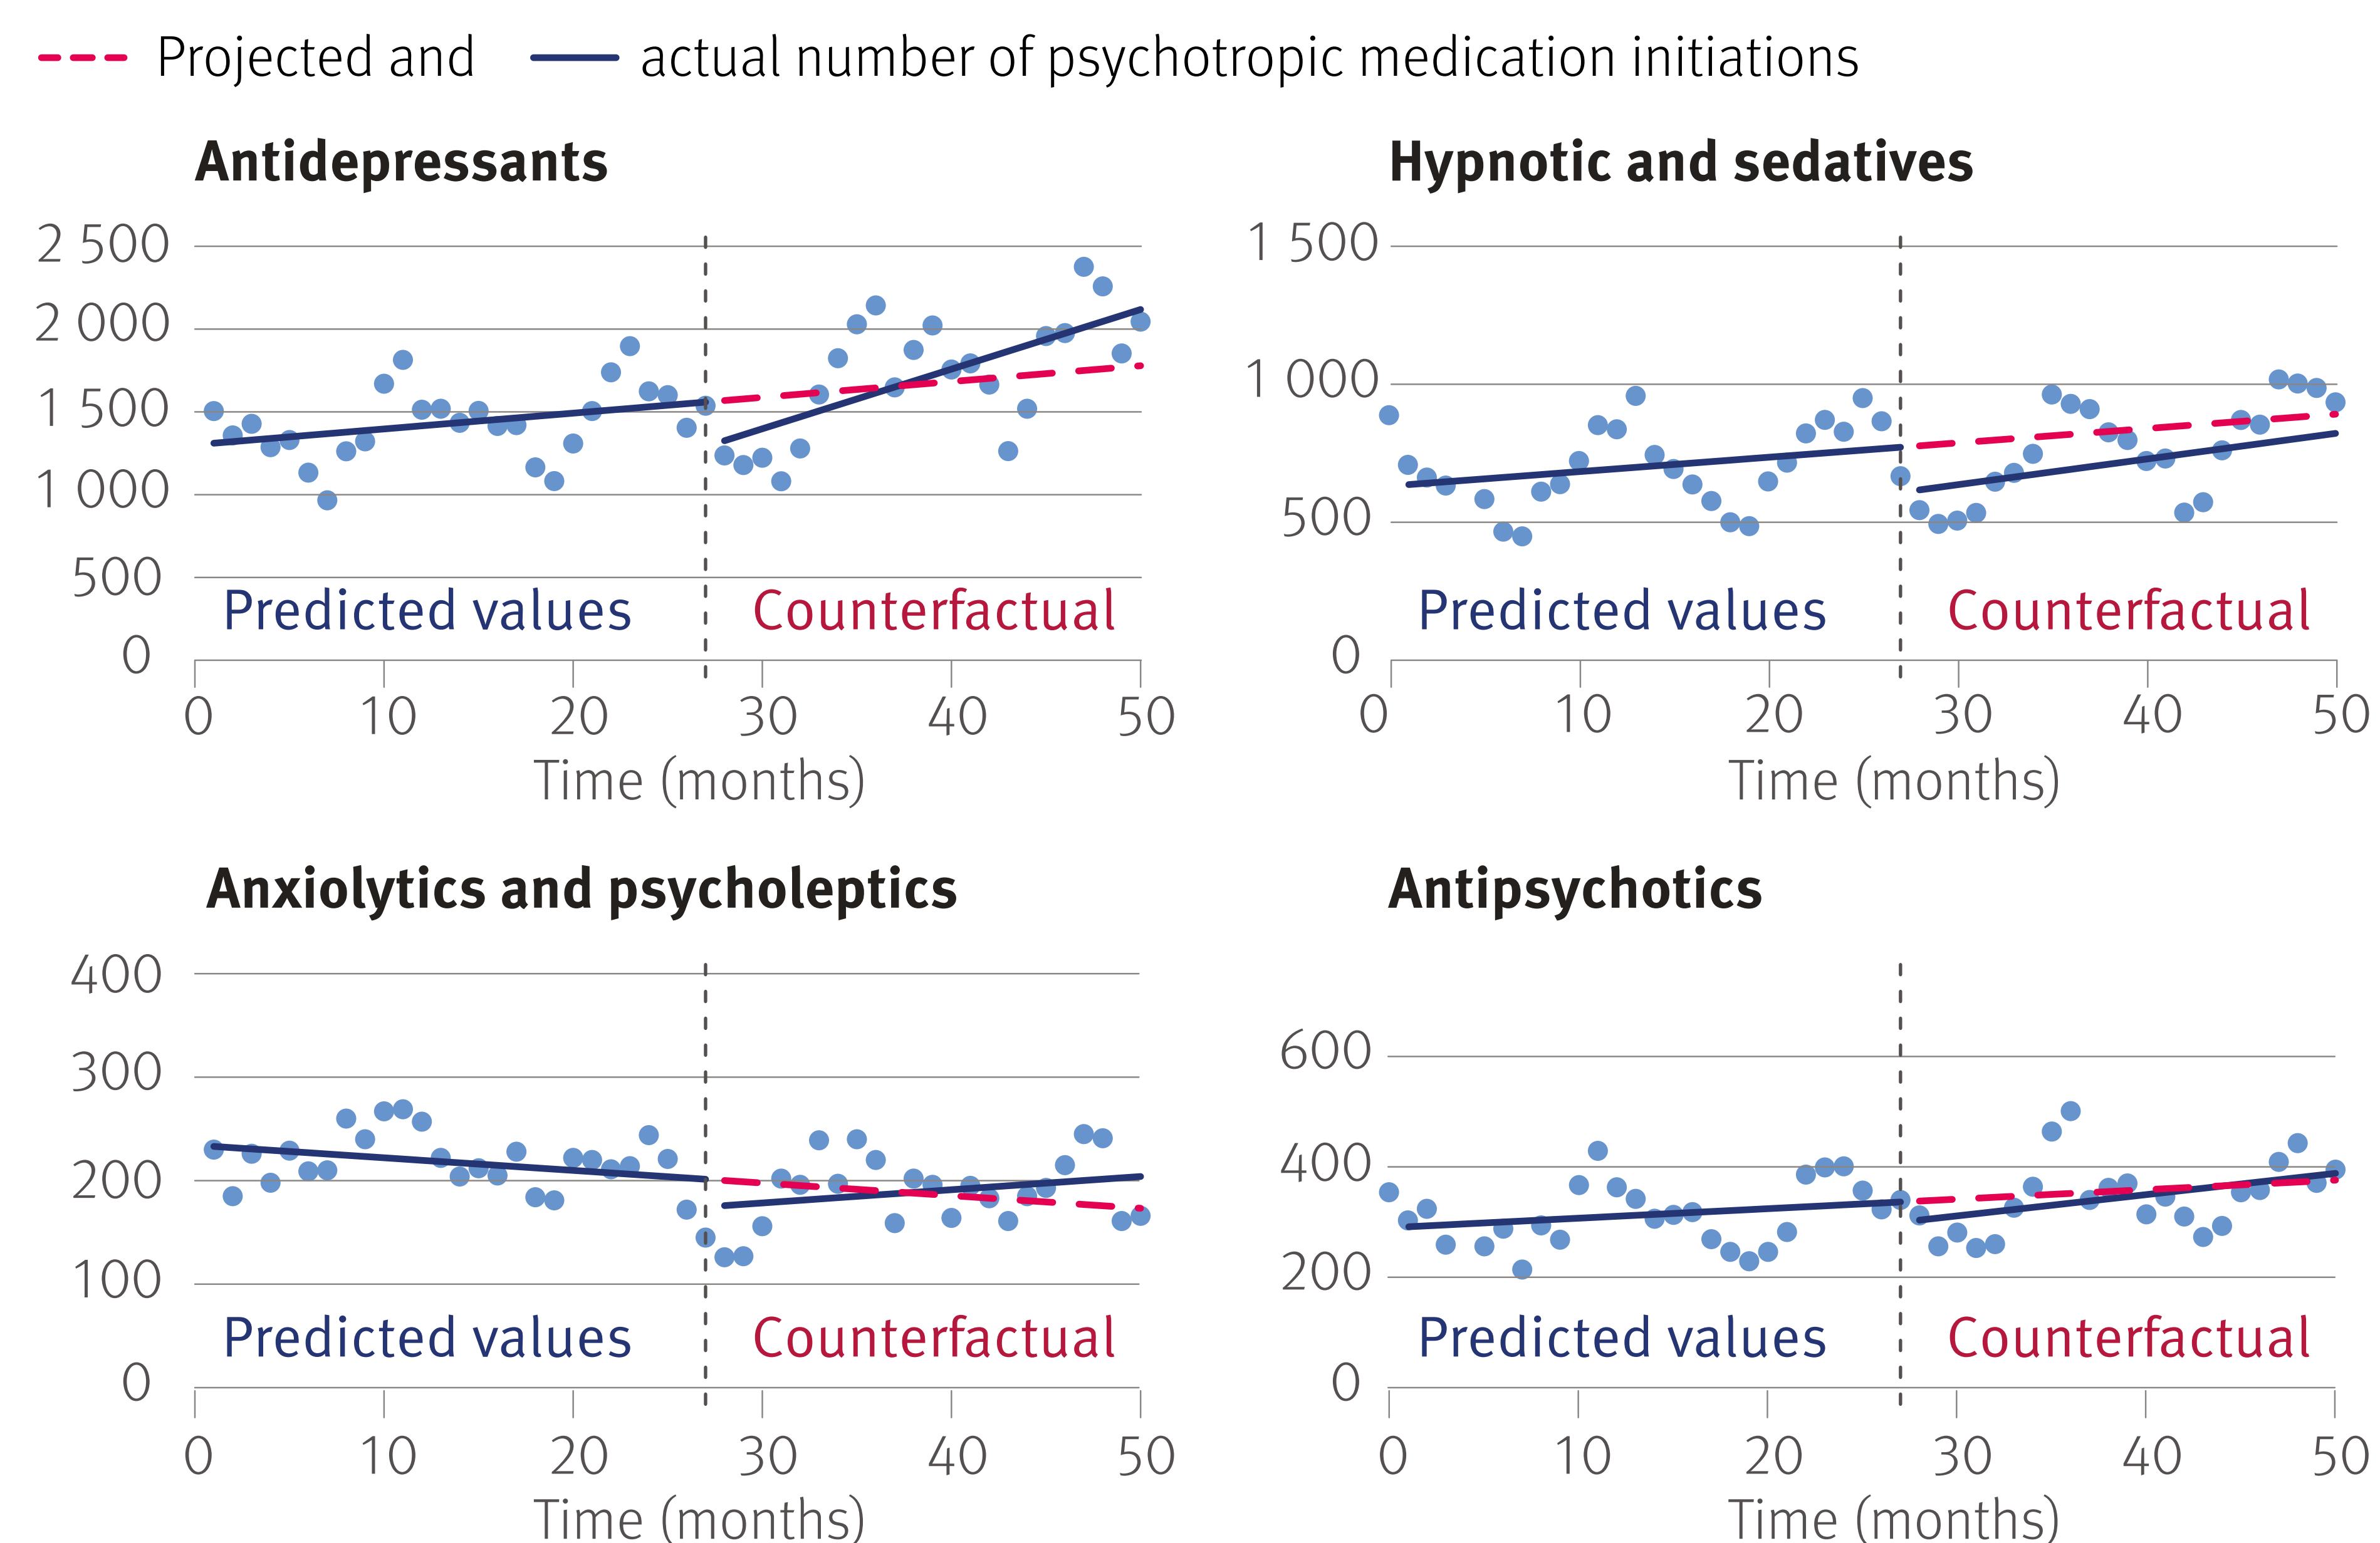 Projected and actual number of psychotropic medication initiations
Antidepressants
2 500
2 000
1 500
1 000
500
0
Predicted values
Counterfactual
0 10 20 30 40 50
Time (months)
Hypnotic and sedatives
1 500
1 000
500
0
Predicted values
Counterfactual
0 10 20 30 40 50
Time (months)
Anxiolytics and psycholeptics
400
300
200
100
0
Predicted values
Counterfactual
0 10 20 30 40 50
Time (months)
Antipsychotics
600
400
200
0
Predicted values
Counterfactual
0 10 20 30 40 50
Time (months)